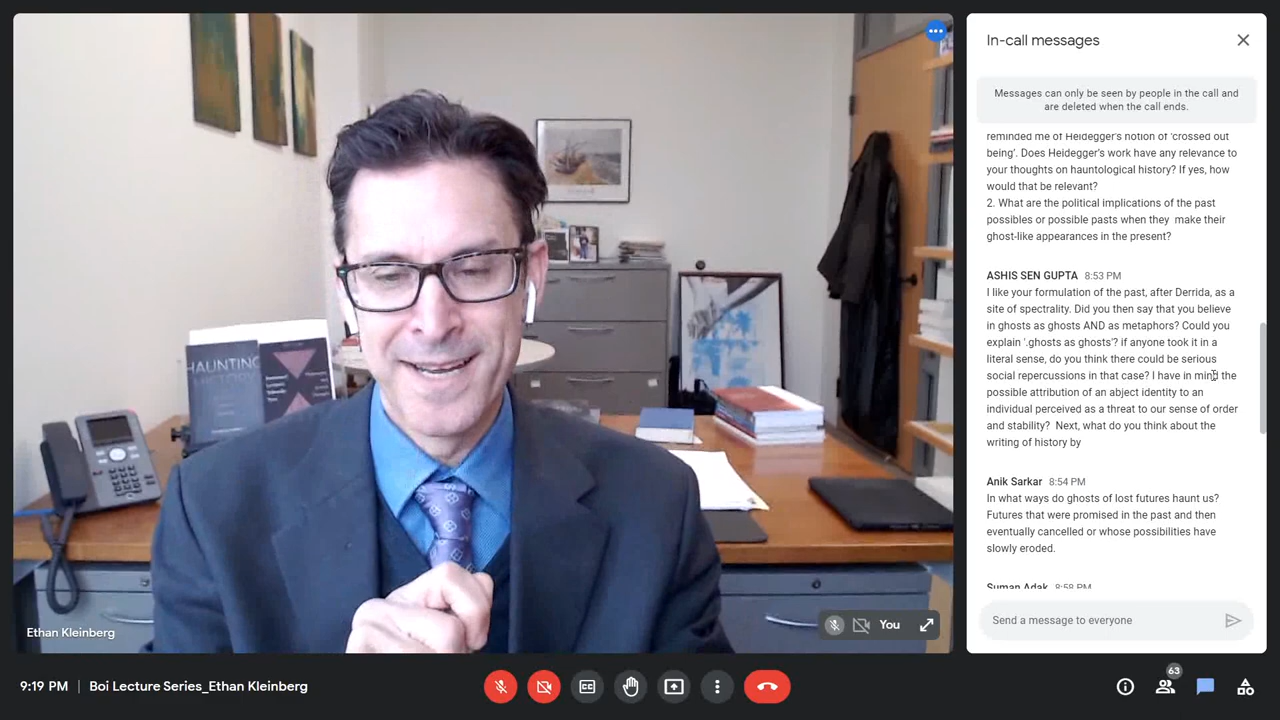 HAUNTING
HISTORY
Ethan Kleinberg
You
In-call messages
Messages can only be seen by people in the call and
are deleted when the call ends.
reminded me of Heidegger's notion of 'crossed out
being'. Does Heidegger's work have any relevance to
your thoughts on hauntological history? If yes, how
would that be relevant?
2. What are the political implications of the past
possibles or possible pasts when they  make their
ghost-like appearances in the present?
ASHIS SEN GUPTA 8:53 PM
I like your formulation of the past, after Derrida, as a
site of spectrality. Did you then say that you believe
in ghosts as ghosts AND as metaphors? Could you
explain '.ghosts as ghosts'? if anyone took it in a
literal sense, do you think there could be serious
social repercussions in that case? I have in mind the
possible attribution of an abject identity to an
individual perceived as a threat to our sense of order
and stability?  Next, what do you think about the
writing of history by
Anik Sarkar 8:54 PM
In what ways do ghosts of lost futures haunt us?
Futures that were promised in the past and then
eventually cancelled or whose possibilities have
slowly eroded.
Suman Adak 8:58 PM
Send a message to everyone
9:19 PM | Boi Lecture Series_Ethan Kleinberg
63